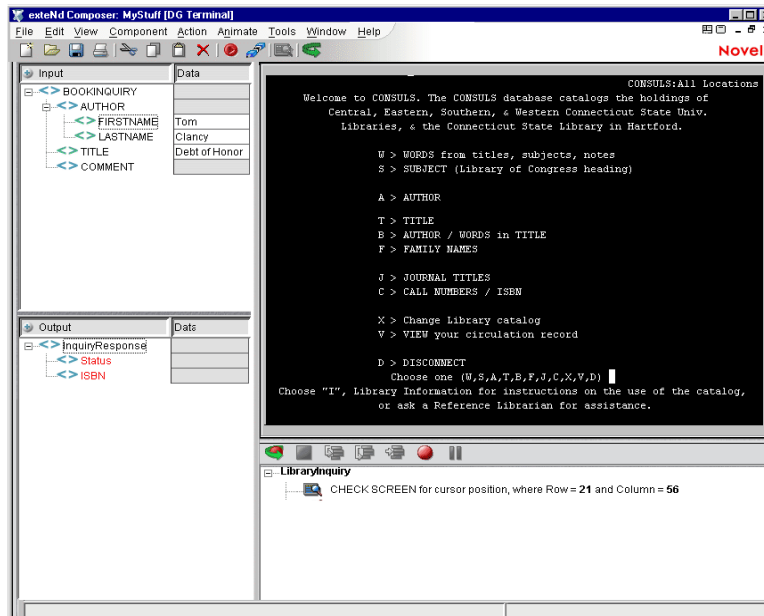 exteNd Composer: MyStuff [DG Terminal]
File Edit View Component Action Animate Tools Window Help
Novel
Input Data
BOOKINQUIRY
AUTHOR
FIRSTNAME Tom
LASTNAME Clancy
TITLE Debt of Honor
COMMENT
Output Data
InquiryResponse
Status
ISBN
CONSULS:All Locations
Welcome to CONSULS. The CONSULS database catalogs the holdings of
Central, Eastern, Southern, & Western Connecticut State Univ.
Libraries, & the Connecticut State Library in Hartford.
W > WORDS from titles, subjects, notes
S > SUBJECT (Library of Congress heading)
A > AUTHOR
T > TITLE
B > AUTHOR / WORDS in TITLE
F > FAMILY NAMES
J > JOURNAL TITLES
C > CALL NUMBERS / ISBN
X > Change Library catalog
V > VIEW your circulation record
D > DISCONNECT
Choose one (W,S,A,T,B,F,J,C,X,V,D)
Choose "I", Library Information for instructions on the use of the catalog,
or ask a Reference Librarian for assistance.
LibraryInquiry
CHECK SCREEN for cursor position, where Row = 21 and Column = 56